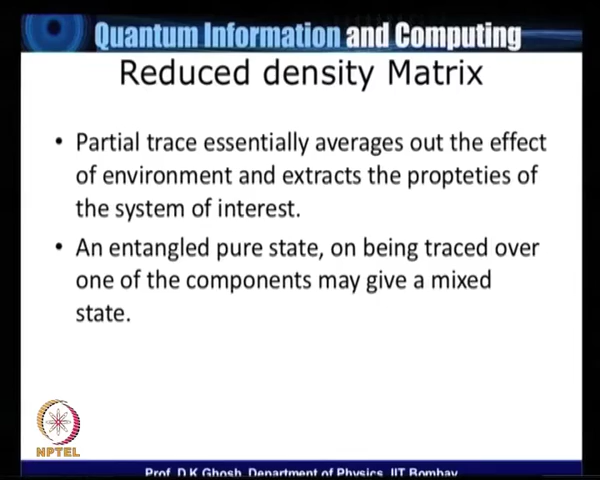 Quantum Information and Computing
Reduced density Matrix
• Partial trace essentially averages out the effect
of environment and extracts the propteties of
the system of interest.
• An entangled pure state, on being traced over
one of the components may give a mixed
state.
NPTEL
Prof. D.K Ghosh, Department of Physics, IIT Bombay